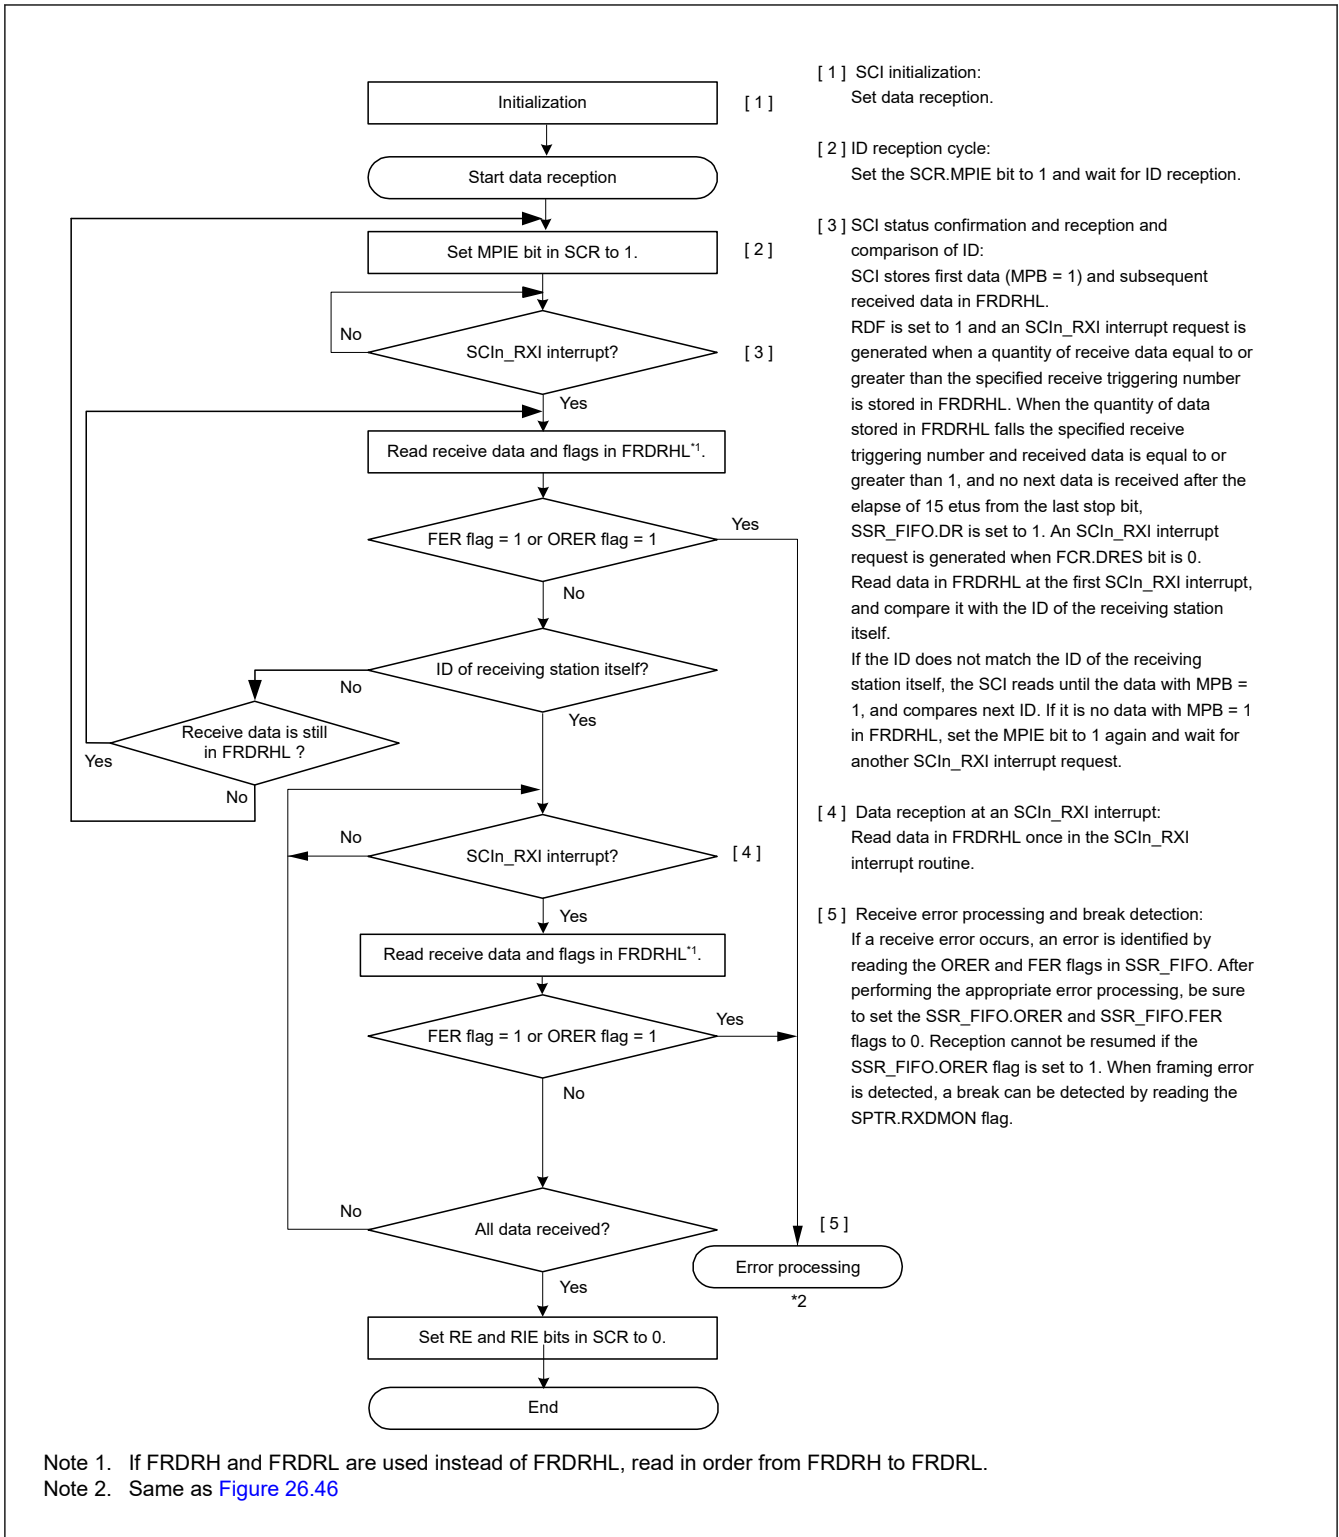 Initialization
[ 1 ]
Start data reception
Set MPIE bit in SCR to 1.
[ 2 ]
No
SCIn_RXI interrupt?
[ 3 ]
Yes
Read receive data and flags in FRDRHL*1.
FER flag = 1 or ORER flag = 1
Yes
No
ID of receiving station itself?
No
Yes
Receive data is still
in FRDRHL ?
Yes
No
No
SCIn_RXI interrupt?
[ 4 ]
Yes
Read receive data and flags in FRDRHL*1.
FER flag = 1 or ORER flag = 1
Yes
No
No
All data received?
Yes
[ 5 ]
Error processing
*2
Set RE and RIE bits in SCR to 0.
End
[ 1 ] SCI initialization:
Set data reception.
[ 2 ] ID reception cycle:
Set the SCR.MPIE bit to 1 and wait for ID reception.
[ 3 ] SCI status confirmation and reception and
comparison of ID:
SCI stores first data (MPB = 1) and subsequent
received data in FRDRHL.
RDF is set to 1 and an SCIn_RXI interrupt request is
generated when a quantity of receive data equal to or
greater than the specified receive triggering number
is stored in FRDRHL. When the quantity of data
stored in FRDRHL falls the specified receive
triggering number and received data is equal to or
greater than 1, and no next data is received after the
elapse of 15 etus from the last stop bit,
SSR_FIFO.DR is set to 1. An SCIn_RXI interrupt
request is generated when FCR.DRES bit is 0.
Read data in FRDRHL at the first SCIn_RXI interrupt,
and compare it with the ID of the receiving station
itself.
If the ID does not match the ID of the receiving
station itself, the SCI reads until the data with MPB =
1, and compares next ID. If it is no data with MPB = 1
in FRDRHL, set the MPIE bit to 1 again and wait for
another SCIn_RXI interrupt request.
[ 4 ] Data reception at an SCIn_RXI interrupt:
Read data in FRDRHL once in the SCIn_RXI
interrupt routine.
[ 5 ] Receive error processing and break detection:
If a receive error occurs, an error is identified by
reading the ORER and FER flags in SSR_FIFO. After
performing the appropriate error processing, be sure
to set the SSR_FIFO.ORER and SSR_FIFO.FER
flags to 0. Reception cannot be resumed if the
SSR_FIFO.ORER flag is set to 1. When framing error
is detected, a break can be detected by reading the
SPTR.RXDMON flag.
Note 1. If FRDRH and FRDRL are used instead of FRDRHL, read in order from FRDRH to FRDRL.
Note 2. Same as Figure 26.46